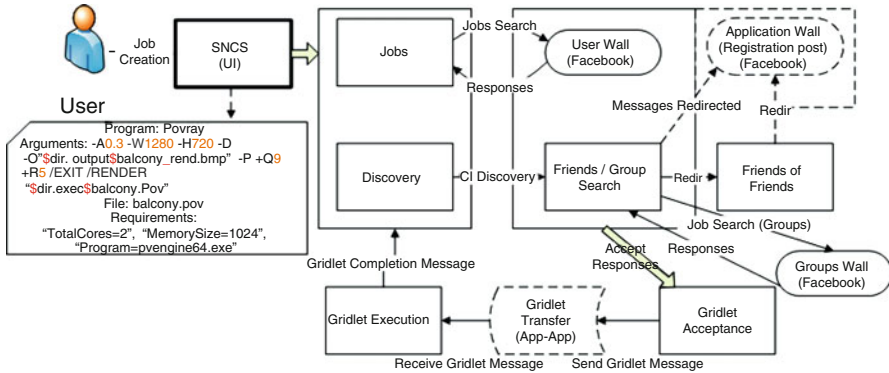 Job
Creation
User
SNCS
(UI)
Program: Povray
Arguments: -A0.3 -W1280 -H720 -D
-O"$dir. output$balcony_rend.bmp" -P +Q9
+R5 /EXIT /RENDER
"$dir.exec$balcony.Pov"
File: balcony.pov
Requirements:
"TotalCores=2", "MemorySize=1024",
"Program=pvengine64.exe"
Jobs
Jobs Search
User Wall
(Facebook)
Responses
Application Wall
(Registration post)
(Facebook)
Messages Redirected
Redir
Discovery
CI Discovery
Friends / Group
Search
Redir
Friends of
Friends
Job Search (Groups)
Accept
Responses
Responses
Groups Wall
(Facebook)
Gridlet Completion Message
Gridlet Execution
Gridlet
Transfer
(App-App)
Gridlet
Acceptance
Receive Gridlet Message
Send Gridlet Message